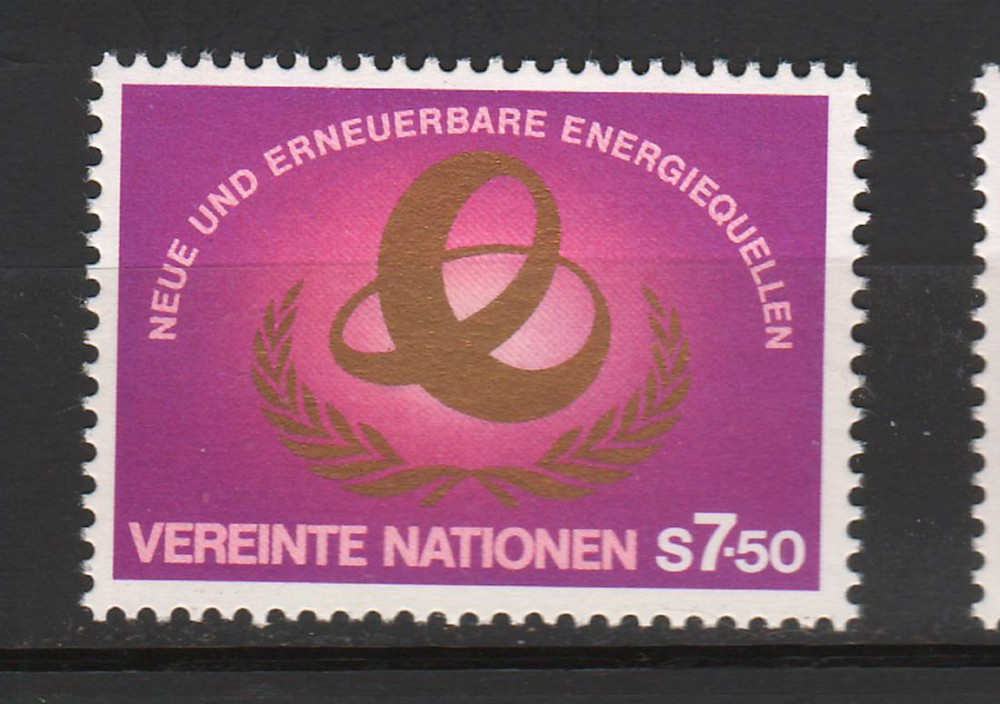 NEUE UND ERNEUERBARE ENERGIEQUELLEN
VEREINTE NATIONEN S7.50